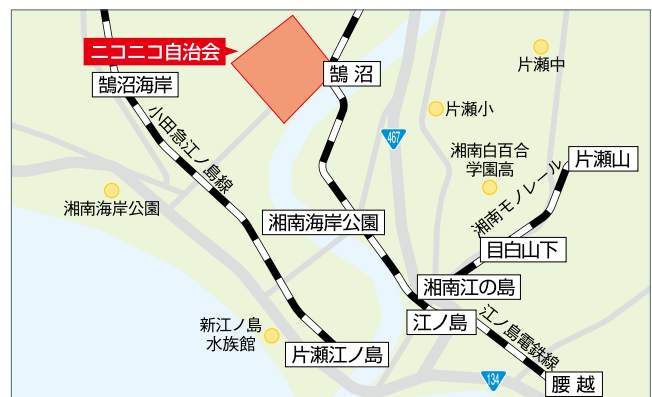 ニコニコ自治会
鵠沼
片瀬中
鵠沼海岸
片瀬小
小田急江ノ島線
467
湘南白百合
学園高
片瀬山
湘南モノレール
湘南海岸公園
湘南海岸公園
目白山下
湘南江の島
江ノ島
江ノ島電鉄線
新江ノ島
水族館
片瀬江ノ島
134
腰越